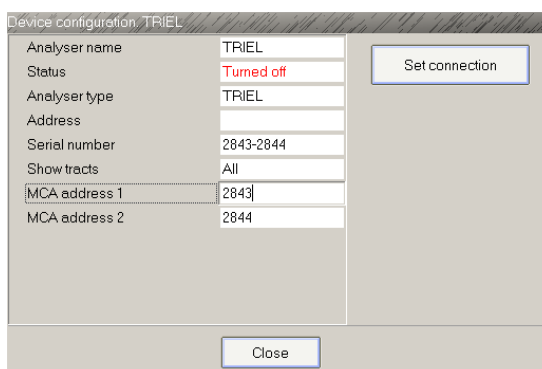 Device configuration. TRIEL
Analyser name TRIEL
Status Turned off
Analyser type TRIEL
Address
Serial number 2843-2844
Show tracts All
MCA address 1 2843
MCA address 2 2844
Set connection
Close